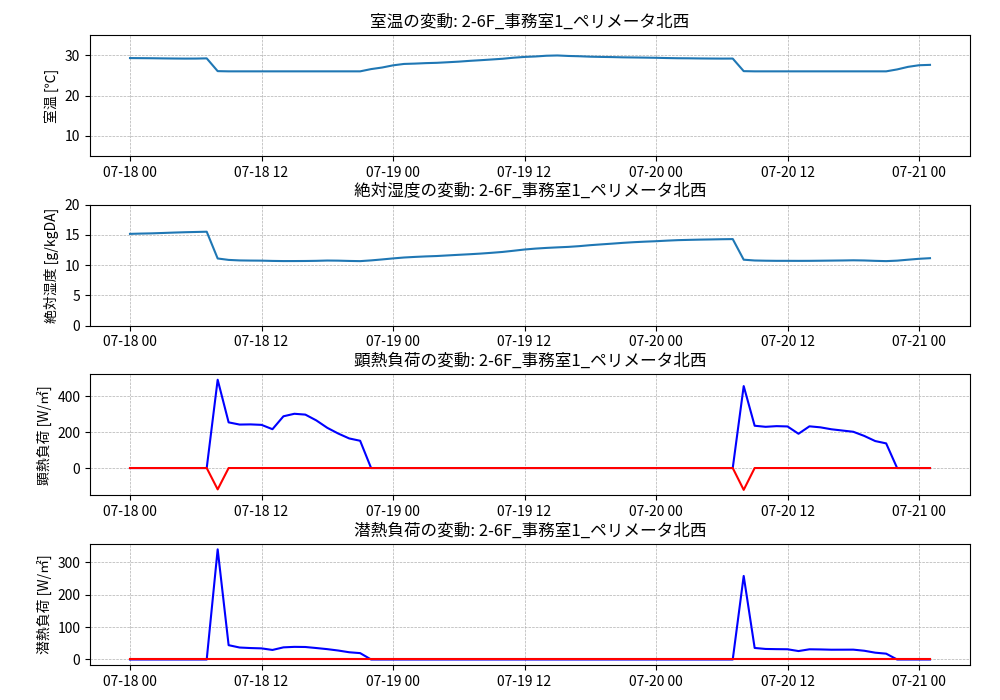 室温の変動: 2-6F_事務室1_ペリメータ北西
30
20
10
室温 [℃]
07-18 00 07-18 12 07-19 00 07-19 12 07-20 00 07-20 12 07-21 00
絶対湿度の変動: 2-6F_事務室1_ペリメータ北西
20
15
10
5
0
絶対湿度 [g/kgDA]
07-18 00 07-18 12 07-19 00 07-19 12 07-20 00 07-20 12 07-21 00
顕熱負荷の変動: 2-6F_事務室1_ペリメータ北西
400
200
0
顕熱負荷 [W/㎡]
07-18 00 07-18 12 07-19 00 07-19 12 07-20 00 07-20 12 07-21 00
潜熱負荷の変動: 2-6F_事務室1_ペリメータ北西
300
200
100
0
潜熱負荷 [W/㎡]
07-18 00 07-18 12 07-19 00 07-19 12 07-20 00 07-20 12 07-21 00